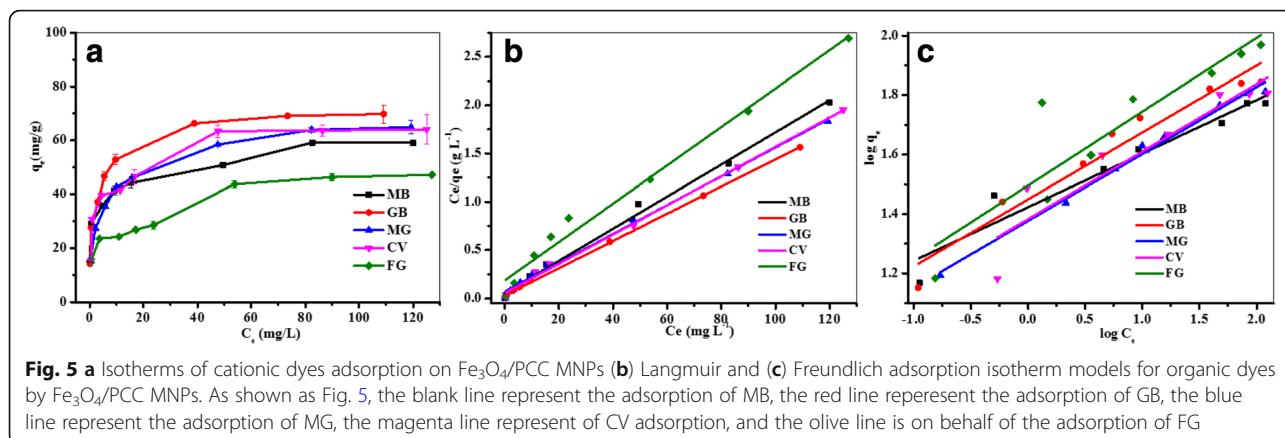 a
b
c
100
80
60
40
20
0
qe(mg/g)
0 20 40 60 80 100 120
Ce (mg/L)
MB
GB
MG
CV
FG
2.5
2.0
1.5
1.0
0.5
0.0
Ce/qe(g L-1)
0 20 40 60 80 100 120
Ce (mg L-1)
MB
GB
MG
CV
FG
2.0
1.8
1.6
1.4
1.2
log qe
-1.0 -0.5 0.0 0.5 1.0 1.5 2.0
log Ce
MB
GB
MG
CV
FG
Fig. 5 a Isotherms of cationic dyes adsorption on Fe3O4/PCC MNPs (b) Langmuir and (c) Freundlich adsorption isotherm models for organic dyes
by Fe3O4/PCC MNPs. As shown as Fig. 5, the blank line represent the adsorption of MB, the red line reperesent the adsorption of GB, the blue
line represent the adsorption of MG, the magenta line represent of CV adsorption, and the olive line is on behalf of the adsorption of FG